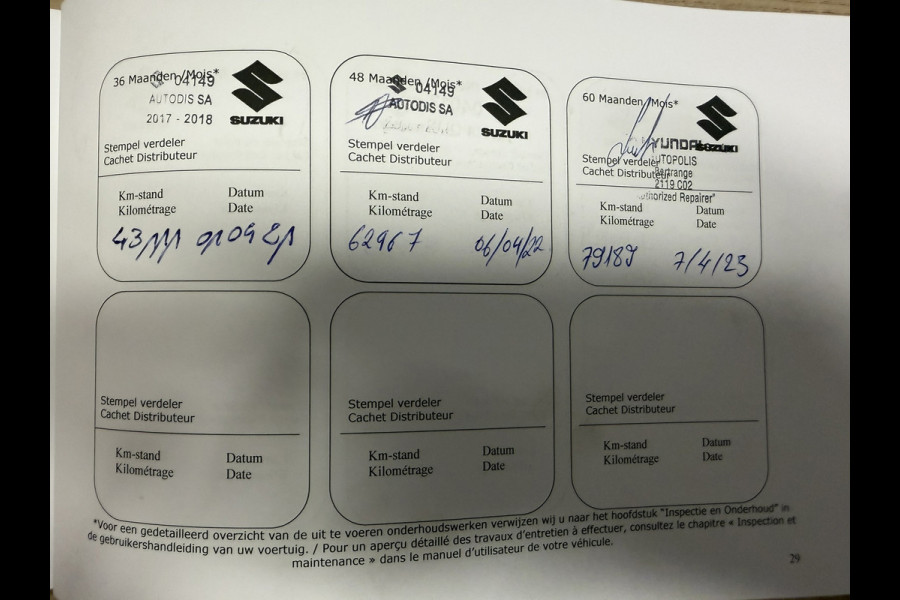 36 Maanden /Mois*
04149
AUTODIS SA
2017 - 2018
SUZUKI
Stempel verdeler
Cachet Distributeur
Km-stand Datum
Kilométrage Date
48 Maanden /Mois*
04149
AUTODIS SA
SUZUKI
Stempel verdeler
Cachet Distributeur
Km-stand Datum
Kilométrage Date
62967 06/04/22
60 Maanden /Mois*
SUZUKI
Stempel verdeler
Cachet Distributeur
2119 CD2
Repairer"
Km-stand Datum
Kilométrage Date
79189 7/4/23
Stempel verdeler
Cachet Distributeur
Km-stand Datum
Kilométrage Date
Stempel verdeler
Cachet Distributeur
Km-stand Datum
Kilométrage Date
Stempel verdeler
Cachet Distributeur
Km-stand Datum
Kilométrage Date
*Voor een gedetailleerd overzicht van de uit te voeren onderhoudswerken verwijzen wij u naar het hoofdstuk "Inspectie en Onderhoud" in
de gebruikershandleiding van uw voertuig. / Pour un aperçu détaillé des travaux d'entretien à effectuer, consultez le chapitre « Inspection et
maintenance » dans le manuel d'utilisateur de votre véhicule.
29